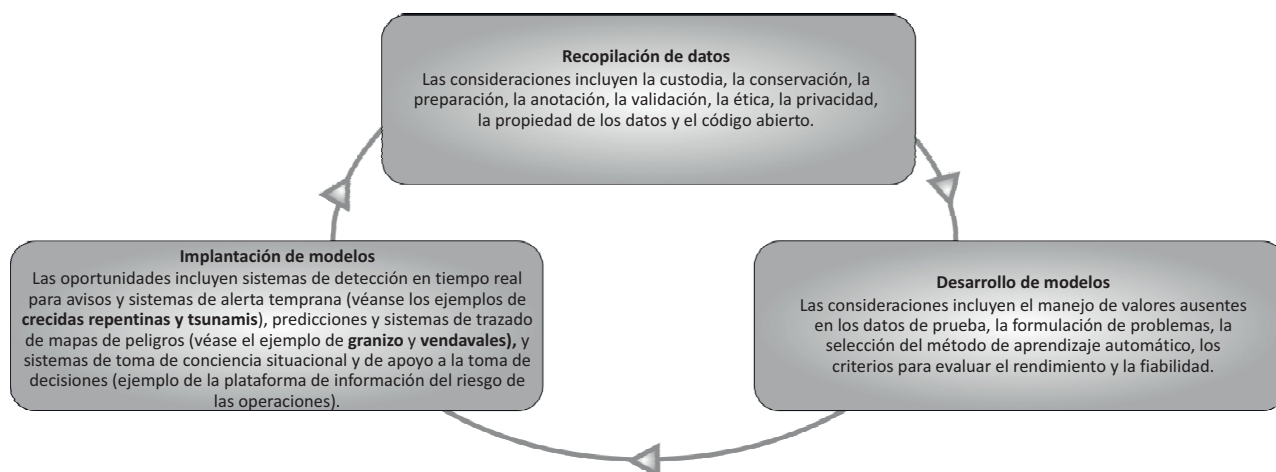 Recopilación de datos
Las consideraciones incluyen la custodia, la conservación, la
preparación, la anotación, la validación, la ética, la privacidad,
la propiedad de los datos y el código abierto.
Implantación de modelos
Las oportunidades incluyen sistemas de detección en tiempo real
para avisos y sistemas de alerta temprana (véanse los ejemplos de
crecidas repentinas y tsunamis), predicciones y sistemas de trazado
de mapas de peligros (véase el ejemplo de granizo y vendavales), y
sistemas de toma de conciencia situacional y de apoyo a la toma de
decisiones (ejemplo de la plataforma de información del riesgo de
las operaciones).
Desarrollo de modelos
Las consideraciones incluyen el manejo de valores ausentes
en los datos de prueba, la formulación de problemas, la
selección del método de aprendizaje automático, los
criterios para evaluar el rendimiento y la fiabilidad.